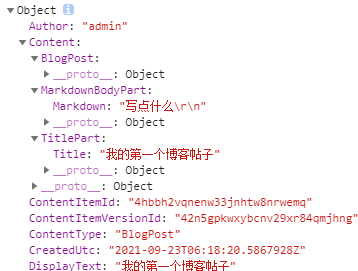 Object
Author: "admin"
Content:
BlogPost:
__proto__: Object
MarkdownBodyPart:
Markdown: "写点什么\r\n"
__proto__: Object
TitlePart:
Title: "我的第一个博客帖子"
__proto__: Object
__proto__: Object
ContentItemId: "4hbbh2vqnenw33jnhtw8nrwemq"
ContentItemVersionId: "42n5gpkwxybcnv29xr84qmjhng"
ContentType: "BlogPost"
CreatedUtc: "2021-09-23T06:18:20.5867928Z"
DisplayText: "我的第一个博客帖子"